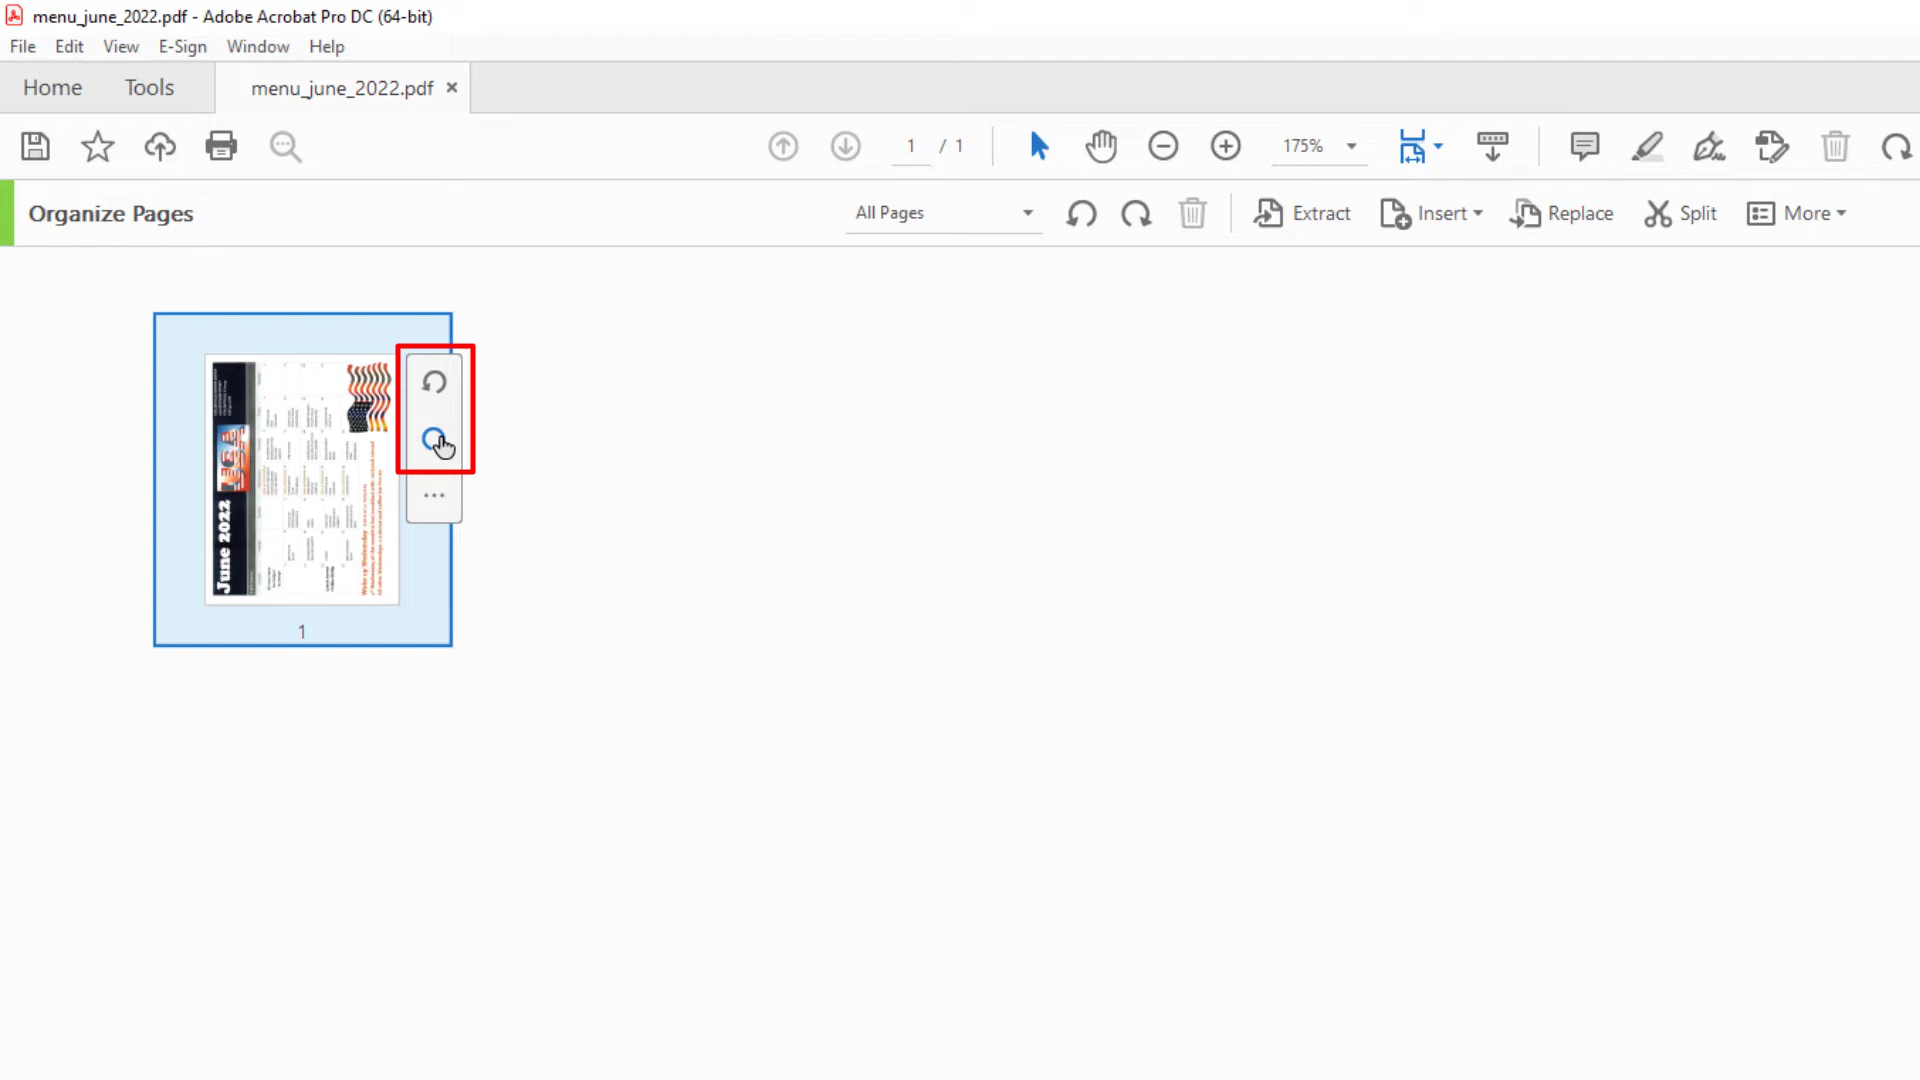 menu_june_2022.pdf - Adobe Acrobat Pro DC (64-bit)
File Edit View E-Sign Window Help
Home Tools menu_june_2022.pdf ×
1 / 1 175%
Organize Pages All Pages Extract Insert Replace Split More
June 2022
USA
1